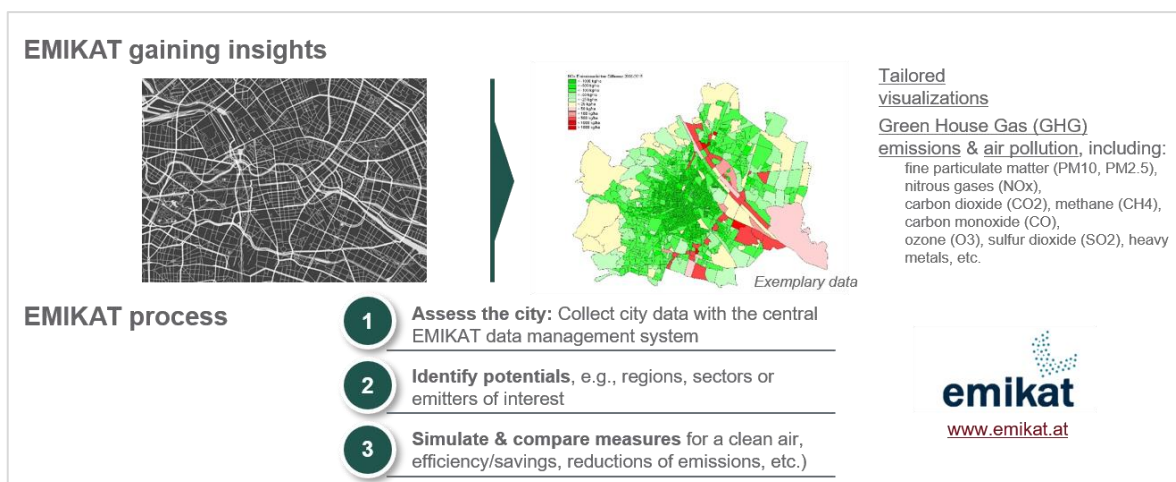 EMIKAT gaining insights
Tailored
visualizations
Green House Gas (GHG)
emissions & air pollution, including:
fine particulate matter (PM10, PM2.5),
nitrous gases (NOx),
carbon dioxide (CO2), methane (CH4),
carbon monoxide (CO),
ozone (O3), sulfur dioxide (SO2), heavy
metals, etc.
Exemplary data
EMIKAT process
1
Assess the city: Collect city data with the central
EMIKAT data management system
2
Identify potentials, e.g., regions, sectors or
emitters of interest
3
Simulate & compare measures for a clean air,
efficiency/savings, reductions of emissions, etc.)
emikat
www.emikat.at